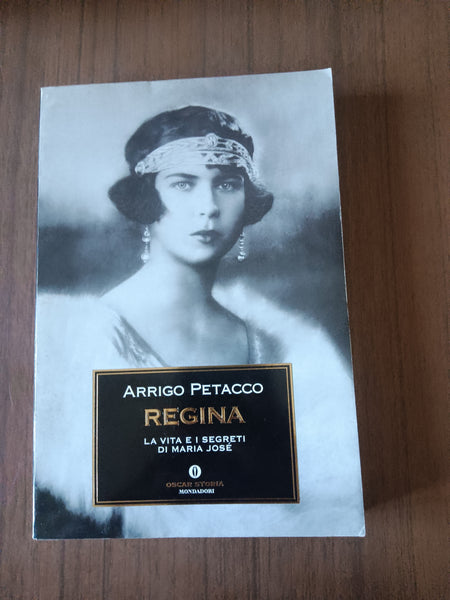 ARRIGO PETACCO
REGINA
LA VITA E I SEGRETI
DI MARIA JOSÉ
OSCAR STORIA
MONDADORI